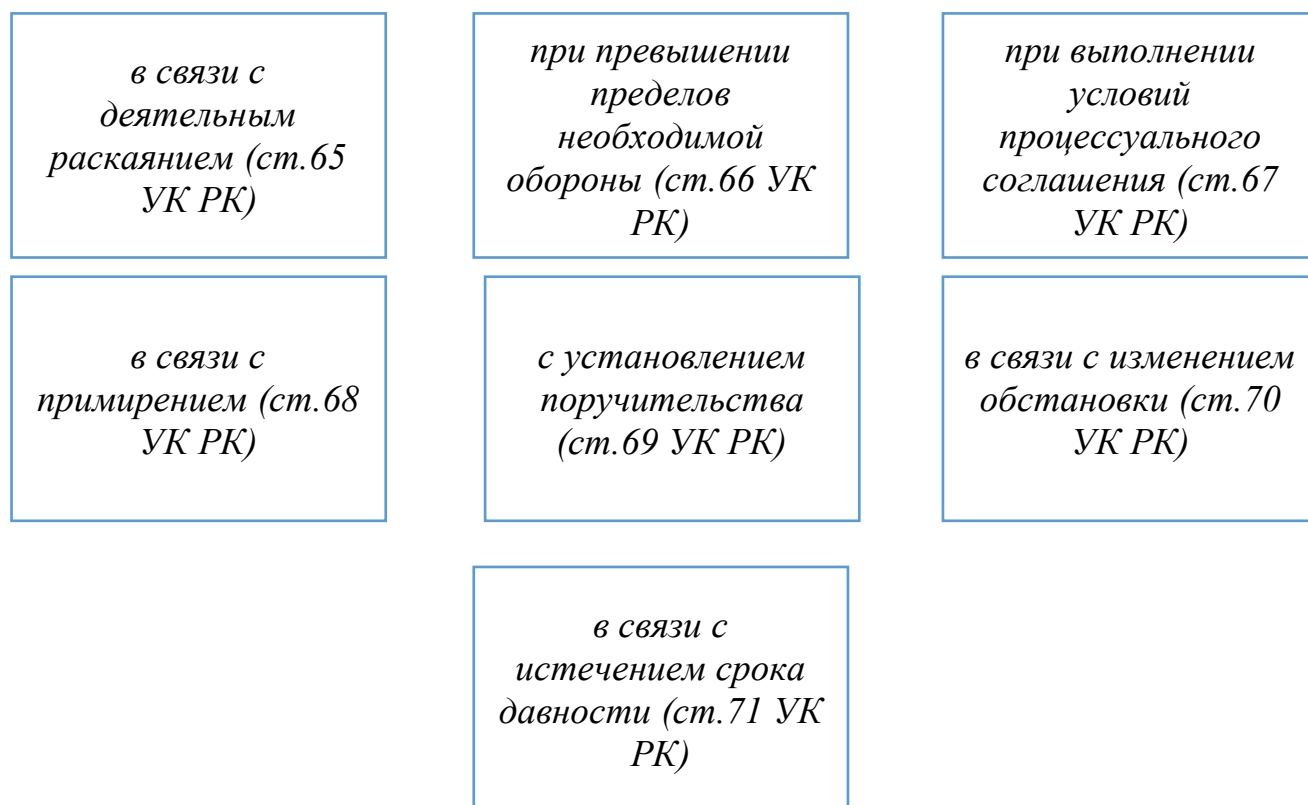 в связи с
деятельным
раскаянием (ст.65
УК РК)
при превышении
пределов
необходимой
обороны (ст.66 УК
РК)
при выполнении
условий
процессуального
соглашения (ст.67
УК РК)
в связи с
примирением (ст.68
УК РК)
с установлением
поручительства
(ст.69 УК РК)
в связи с изменением
обстановки (ст.70
УК РК)
в связи с
истечением срока
давности (ст.71 УК
РК)